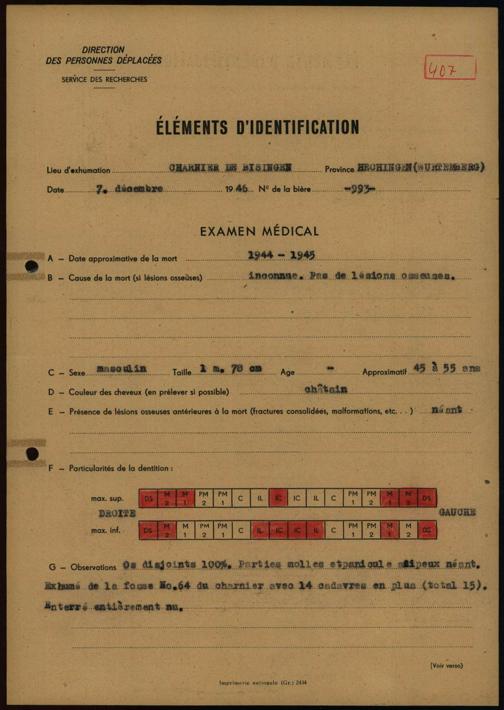 DIRECTION
DES PERSONNES DÉPLACÉES
SERVICE DES RECHERCHES
407
ÉLÉMENTS D'IDENTIFICATION
Lieu d'exhumation CHARNIER DE BISINGEN Province HECHINGEN(WURTEMBERG)
Date 7. décembre 1946 Nº de la bière -993-
EXAMEN MÉDICAL
A — Date approximative de la mort 1944 - 1945
B — Cause de la mort (si lésions osseuses) inconnue. Pas de lésions osseuses.
C — Sexe masculin Taille 1 m. 78 cm Age - Approximatif 45 à 55 ans
D — Couleur des cheveux (en prélever si possible) châtain
E — Présence de lésions osseuses antérieures à la mort (fractures consolidées, malformations, etc. . . ) néant
F — Particularités de la dentition :
max. sup. DS M 2 M 1 PM 2 PM 1 C IL IC IC IL C PM 1 PM 2 M 1 M 2 DS
DROITE GAUCHE
max. inf. DS M 2 M 1 PM 2 PM 1 C IL IC IC IL C PM 1 PM 2 M 1 M 2 DS
G — Observations Os disjoints 100%. Parties molles etpanicule néant.
Exhumé de la fosse No.64 du charnier avec 14 cadavres en plus (total 15).
Enterré entièrement nu.
(Voir verso)
Imprimerie nationale (Gr.) 2434